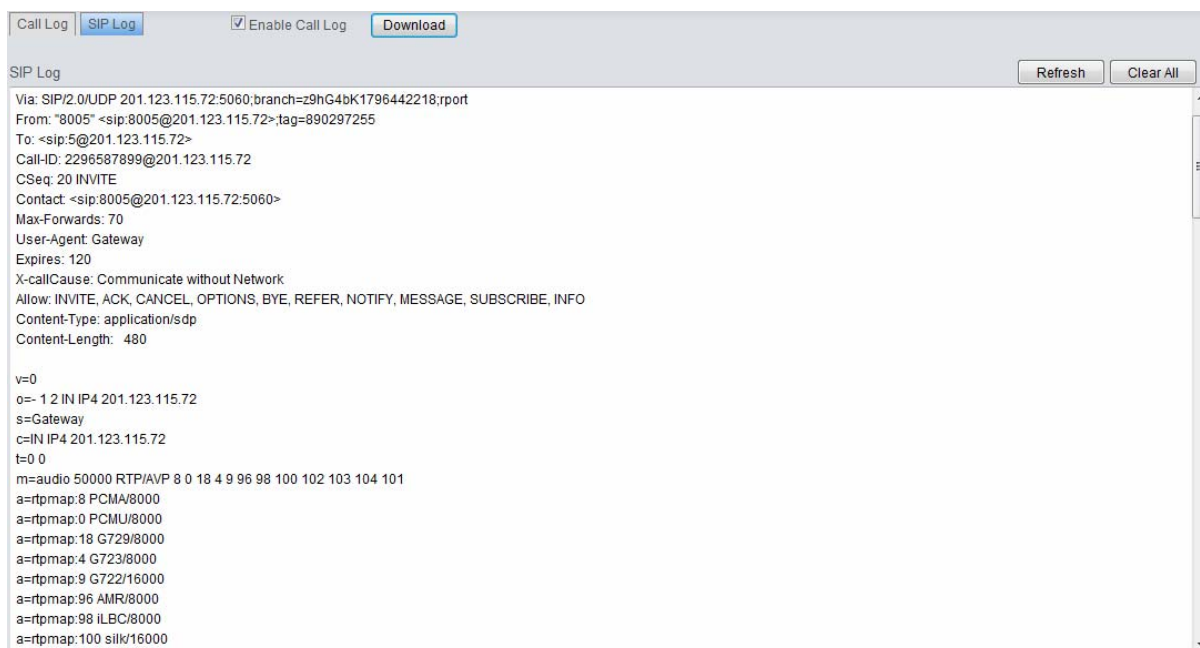 Call Log SIP Log Enable Call Log Download
SIP Log Refresh Clear All
Via: SIP/2.0/UDP 201.123.115.72:5060;branch=z9hG4bK1796442218;rport
From: "8005" <sip:8005@201.123.115.72>;tag=890297255
To: <sip:5@201.123.115.72>
Call-ID: 2296587899@201.123.115.72
CSeq: 20 INVITE
Contact: <sip:8005@201.123.115.72:5060>
Max-Forwards: 70
User-Agent: Gateway
Expires: 120
X-callCause: Communicate without Network
Allow: INVITE, ACK, CANCEL, OPTIONS, BYE, REFER, NOTIFY, MESSAGE, SUBSCRIBE, INFO
Content-Type: application/sdp
Content-Length: 480
v=0
o=- 1 2 IN IP4 201.123.115.72
s=Gateway
c=IN IP4 201.123.115.72
t=0 0
m=audio 50000 RTP/AVP 8 0 18 4 9 96 98 100 102 103 104 101
a=rtpmap:8 PCMA/8000
a=rtpmap:0 PCMU/8000
a=rtpmap:18 G729/8000
a=rtpmap:4 G723/8000
a=rtpmap:9 G722/16000
a=rtpmap:96 AMR/8000
a=rtpmap:98 iLBC/8000
a=rtpmap:100 silk/16000